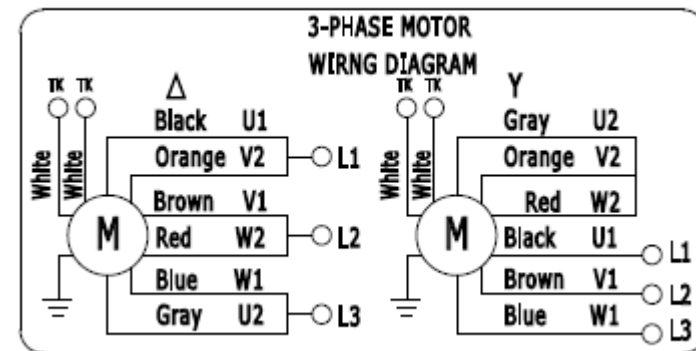 3-PHASE MOTOR
WIRNG DIAGRAM
TK TK
White
White
Δ
Black U1
Orange V2
L1
Brown V1
Red W2
L2
Blue W1
Gray U2
L3
M
TK TK
White
White
Y
Gray U2
Orange V2
Red W2
Black U1
L1
Brown V1
L2
Blue W1
L3
M